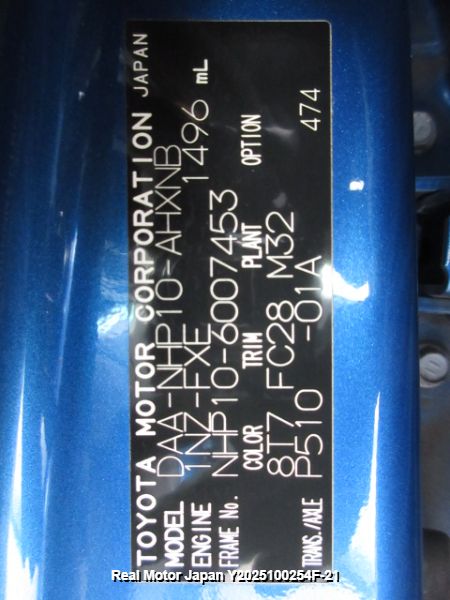 TOYOTA MOTOR CORPORATION JAPAN
MODEL DAA-NHP10-AHXNB
ENGINE 1NZ-FXE 1496 mL
FRAME No. NHP10-6007453
COLOR TRIM PLANT OPTION
8T7 FC28 M32 474
TRANS./AXLE P510 -01A
Real Motor Japan Y2025100254F-21